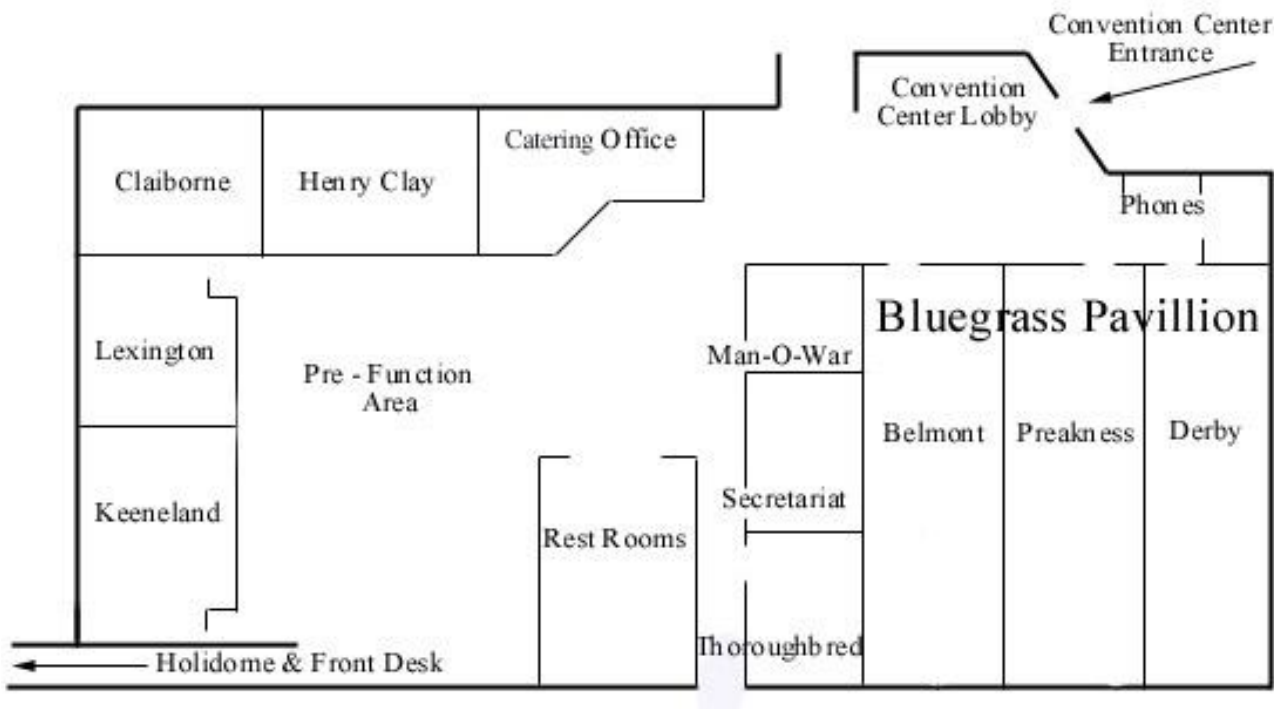 Convention Center
Entrance
Convention
Center Lobby
Catering Office
Claiborne
Henry Clay
Phones
Bluegrass Pavillion
Lexington
Man-O-War
Pre - Function
Area
Belmont
Preakness
Derby
Keeneland
Secretariat
Rest Rooms
Thoroughbred
Holidome & Front Desk